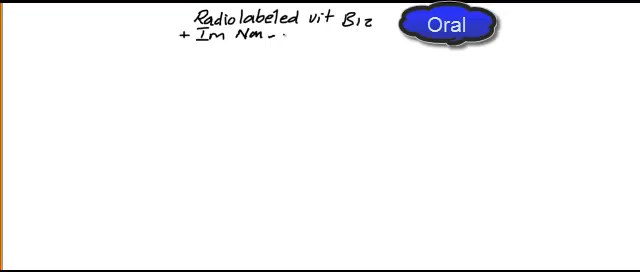 Radiolabeled vit B12 Oral
+ Im Non-